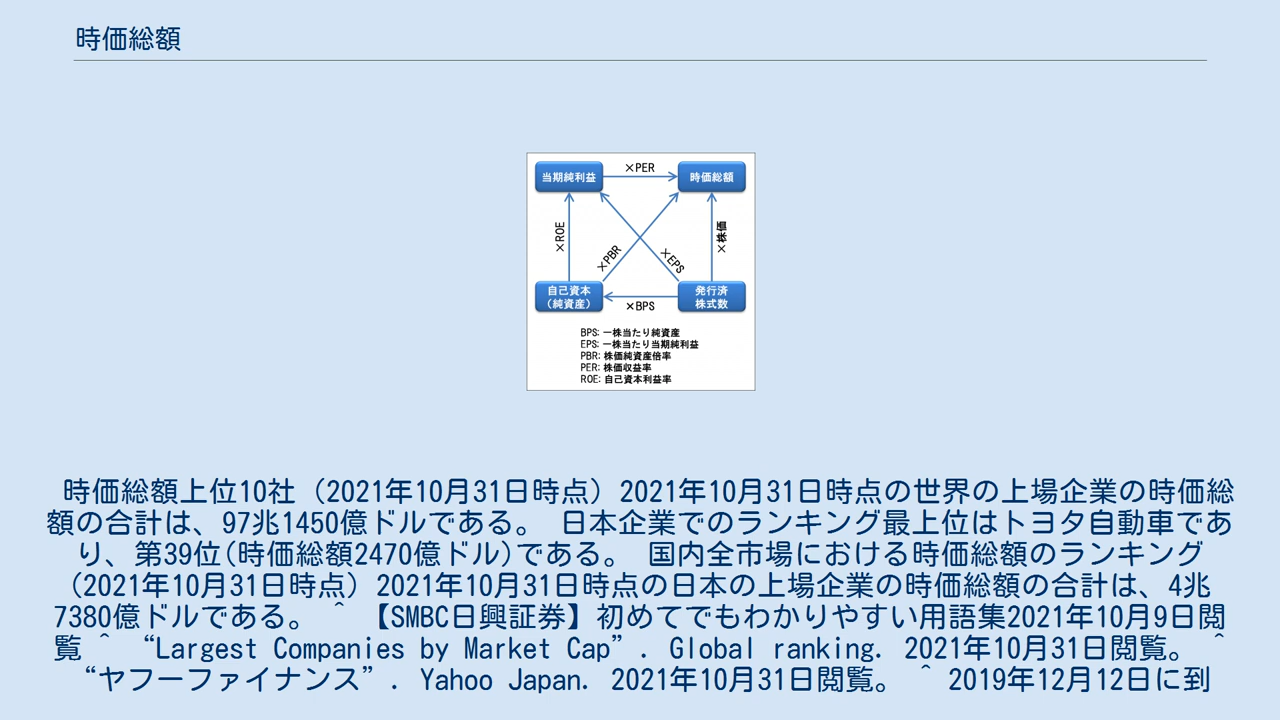 時価総額
当期純利益
×PER
時価総額
×ROE
×PBR
×EPS
×株価
自己資本
（純資産）
×BPS
発行済
株式数
BPS: 一株当たり純資産
EPS: 一株当たり当期純利益
PBR: 株価純資産倍率
PER: 株価収益率
ROE: 自己資本利益率
時価総額上位10社（2021年10月31日時点）2021年10月31日時点の世界の上場企業の時価総
額の合計は、97兆1450億ドルである。 日本企業でのランキング最上位はトヨタ自動車であ
り、第39位(時価総額2470億ドル)である。 国内全市場における時価総額のランキング
（2021年10月31日時点）2021年10月31日時点の日本の上場企業の時価総額の合計は、4兆
7380億ドルである。 ^ 【SMBC日興証券】初めてでもわかりやすい用語集2021年10月9日閲
覧 ^ “Largest Companies by Market Cap”. Global ranking. 2021年10月31日閲覧。 ^
“ヤフーファイナンス”. Yahoo Japan. 2021年10月31日閲覧。 ^ 2019年12月12日に到